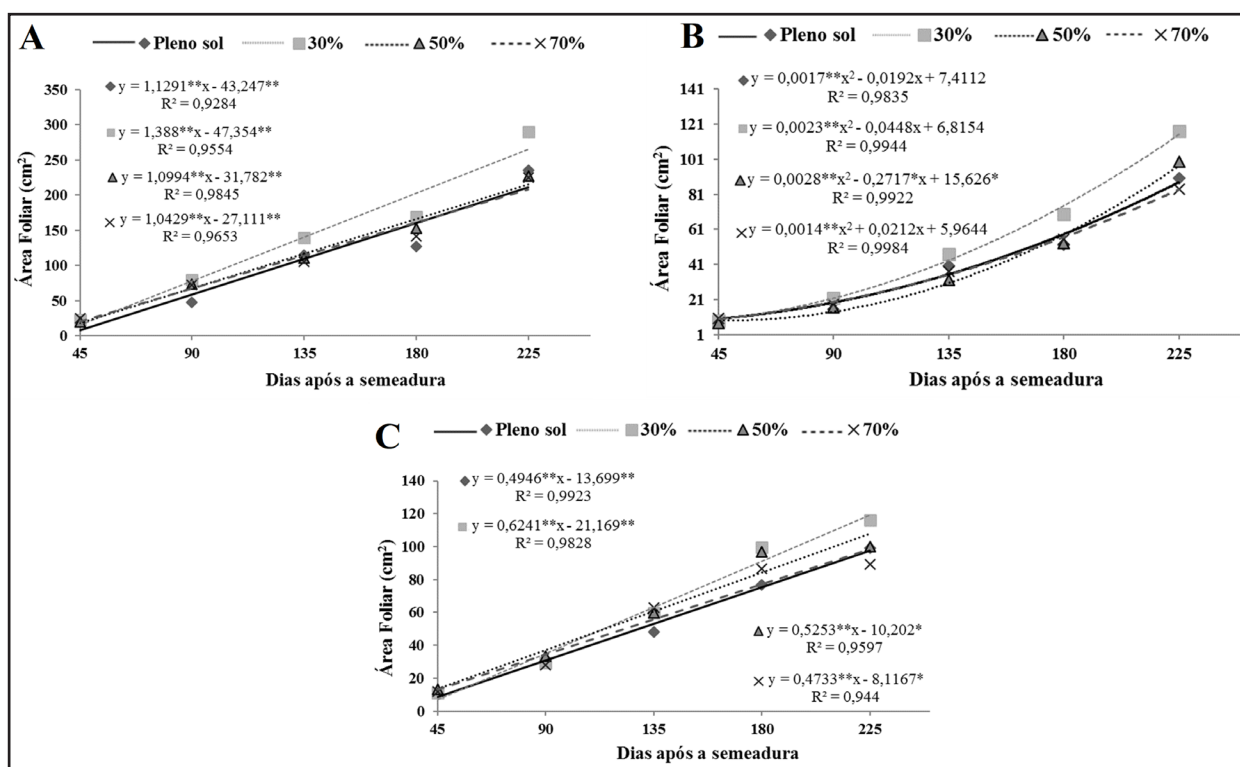 A
Pleno sol 30% 50% 70%
y = 1,1291**x - 43,247**
R² = 0,9284
y = 1,388**x - 47,354**
R² = 0,9554
y = 1,0994**x - 31,782**
R² = 0,9845
y = 1,0429**x - 27,111**
R² = 0,9653
Área Foliar (cm²)
350
300
250
200
150
100
50
0
45 90 135 180 225
Dias após a semeadura
B
Pleno sol 30% 50% 70%
y = 0,0017**x² - 0,0192x + 7,4112
R² = 0,9835
y = 0,0023**x² - 0,0448x + 6,8154
R² = 0,9944
y = 0,0028**x² - 0,2717*x + 15,626*
R² = 0,9922
y = 0,0014**x² + 0,0212x + 5,9644
R² = 0,9984
Área Foliar (cm²)
141
121
101
81
61
41
21
1
45 90 135 180 225
Dias após a semeadura
C
Pleno sol 30% 50% 70%
y = 0,4946**x - 13,699**
R² = 0,9923
y = 0,6241**x - 21,169**
R² = 0,9828
y = 0,5253**x - 10,202*
R² = 0,9597
y = 0,4733**x - 8,1167*
R² = 0,944
Área Foliar (cm²)
140
120
100
80
60
40
20
0
45 90 135 180 225
Dias após a semeadura